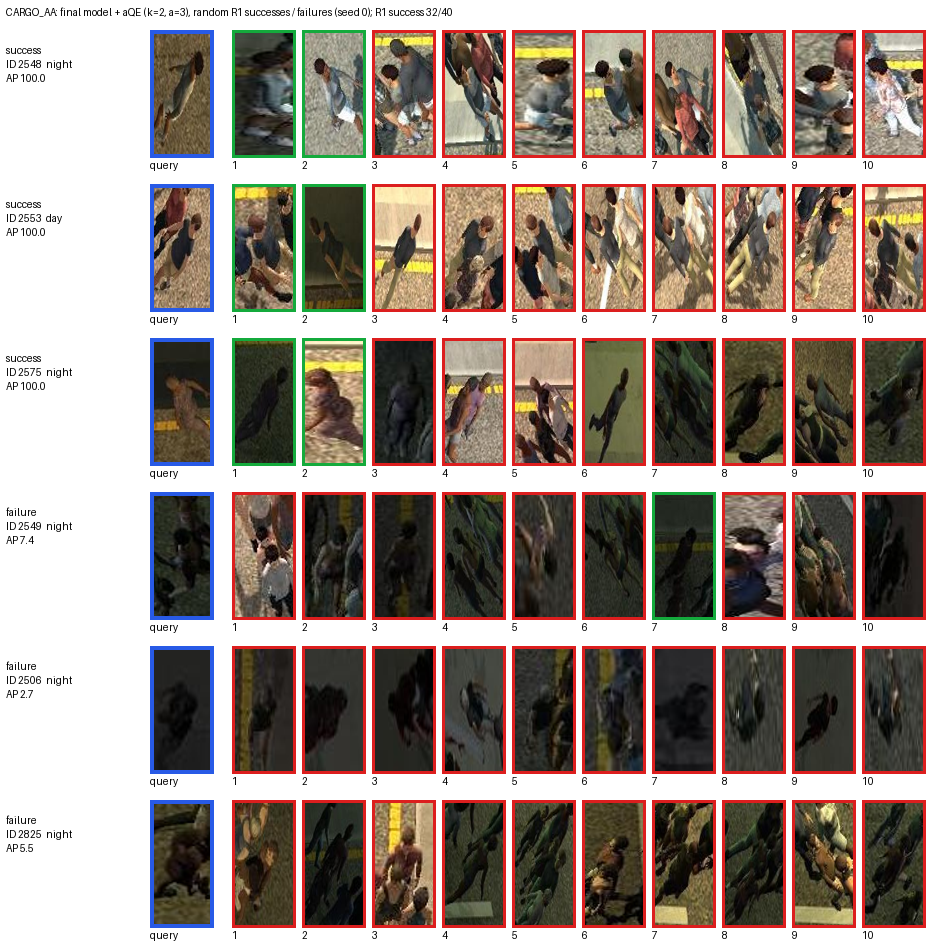 CARGO_AA: final model + aQE (k=2, a=3), random R1 successes / failures (seed 0); R1 success 32/40
success
ID 2548 night
AP 100.0
query 1 2 3 4 5 6 7 8 9 10
success
ID 2553 day
AP 100.0
query 1 2 3 4 5 6 7 8 9 10
success
ID 2575 night
AP 100.0
query 1 2 3 4 5 6 7 8 9 10
failure
ID 2549 night
AP 7.4
query 1 2 3 4 5 6 7 8 9 10
failure
ID 2506 night
AP 2.7
query 1 2 3 4 5 6 7 8 9 10
failure
ID 2825 night
AP 5.5
query 1 2 3 4 5 6 7 8 9 10